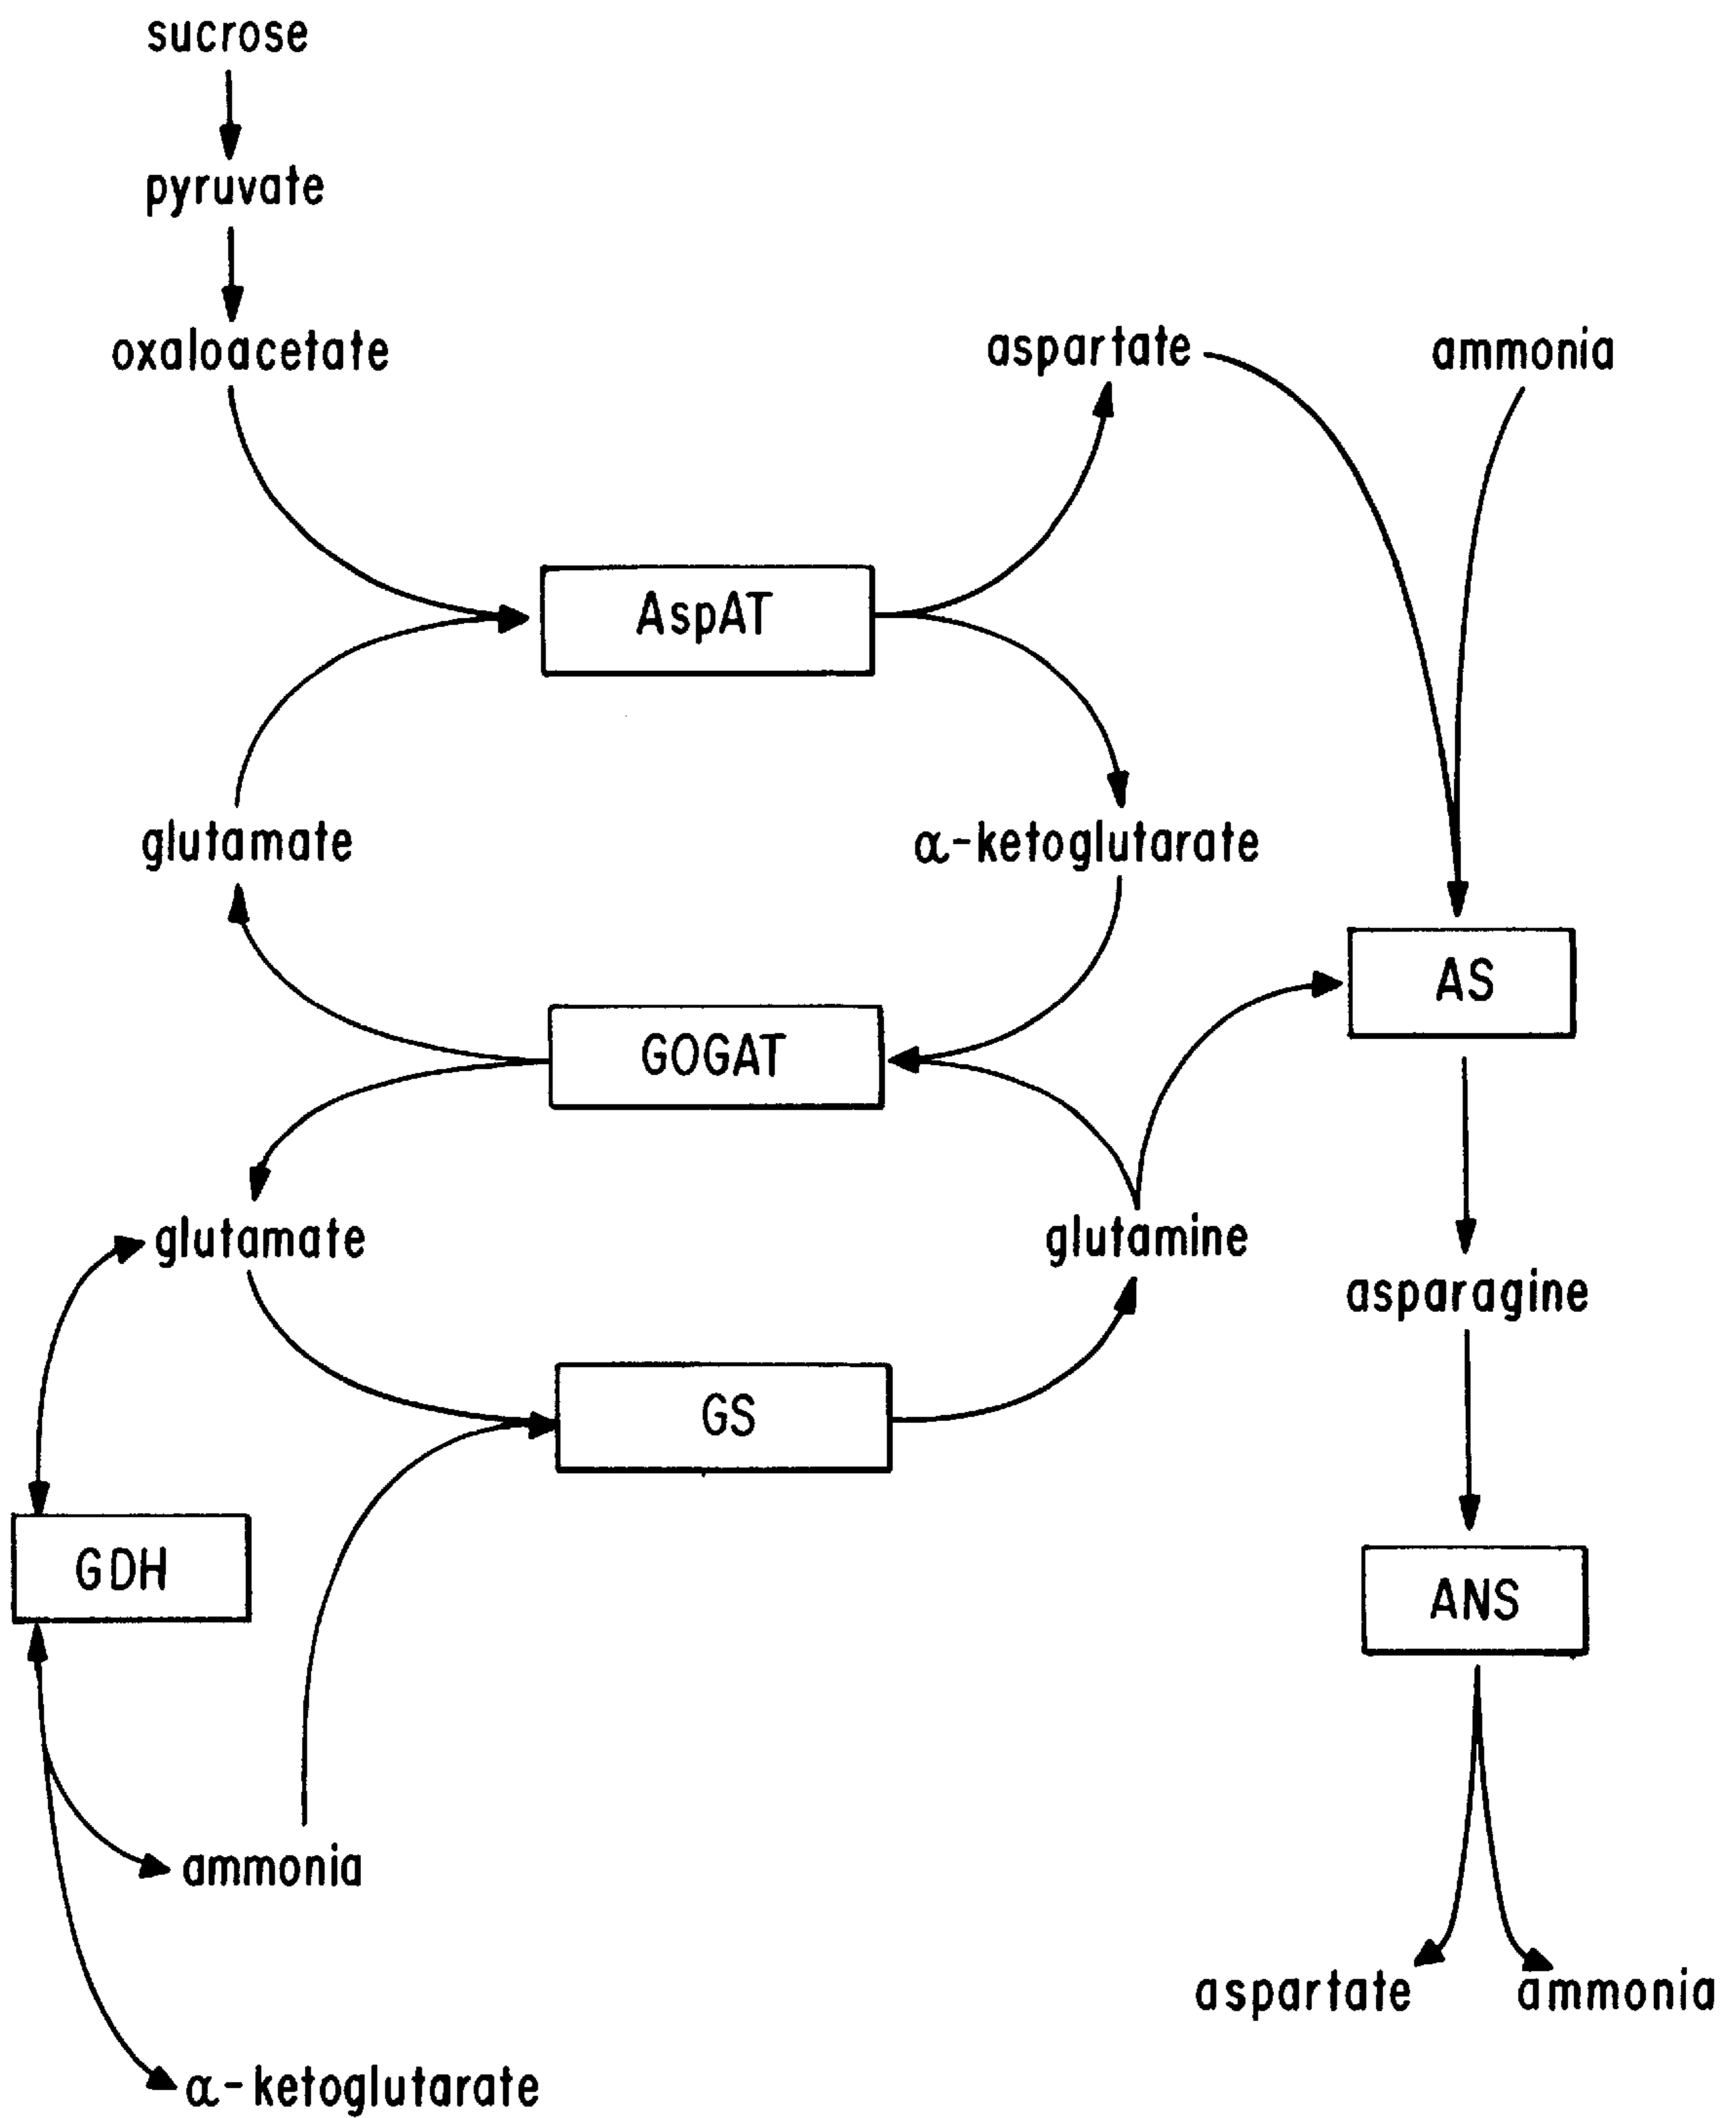 sucrose
pyruvate
oxaloacetate
aspartate
ammonia
AspAT
glutamate
α-ketoglutarate
AS
GOGAT
glutamate
glutamine
asparagine
GS
GDH
ANS
ammonia
aspartate
ammonia
α-ketoglutarate